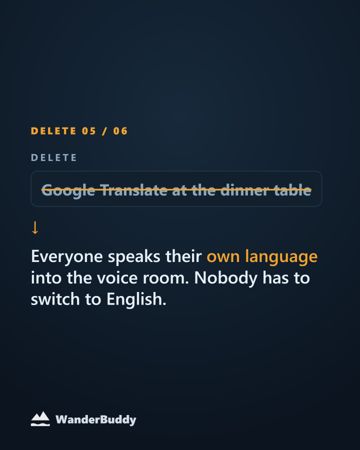 DELETE 05 / 06
DELETE
Google Translate at the dinner table
↓
Everyone speaks their own language
into the voice room. Nobody has to
switch to English.
WanderBuddy